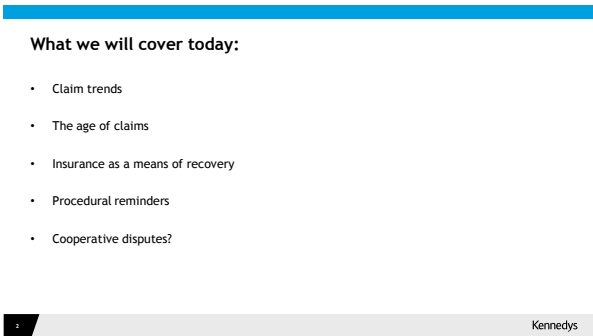 What we will cover today:
• Claim trends
• The age of claims
• Insurance as a means of recovery
• Procedural reminders
• Cooperative disputes?
2
Kennedys